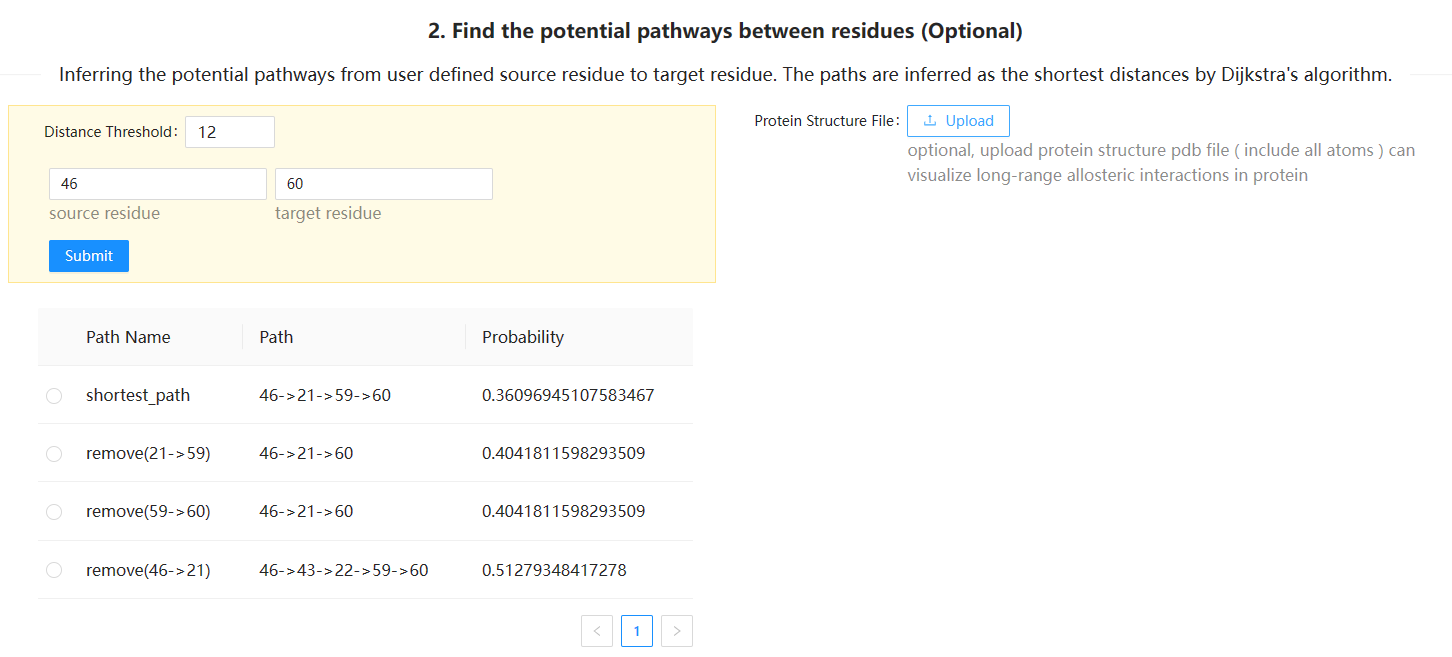 2. Find the potential pathways between residues (Optional)
Inferring the potential pathways from user defined source residue to target residue. The paths are inferred as the shortest distances by Dijkstra's algorithm.
Distance Threshold: 12
46 60
source residue target residue
Submit
Protein Structure File: Upload
optional, upload protein structure pdb file ( include all atoms ) can
visualize long-range allosteric interactions in protein
Path Name Path Probability
shortest_path 46->21->59->60 0.36096945107583467
remove(21->59) 46->21->60 0.4041811598293509
remove(59->60) 46->21->60 0.4041811598293509
remove(46->21) 46->43->22->59->60 0.51279348417278
< 1 >